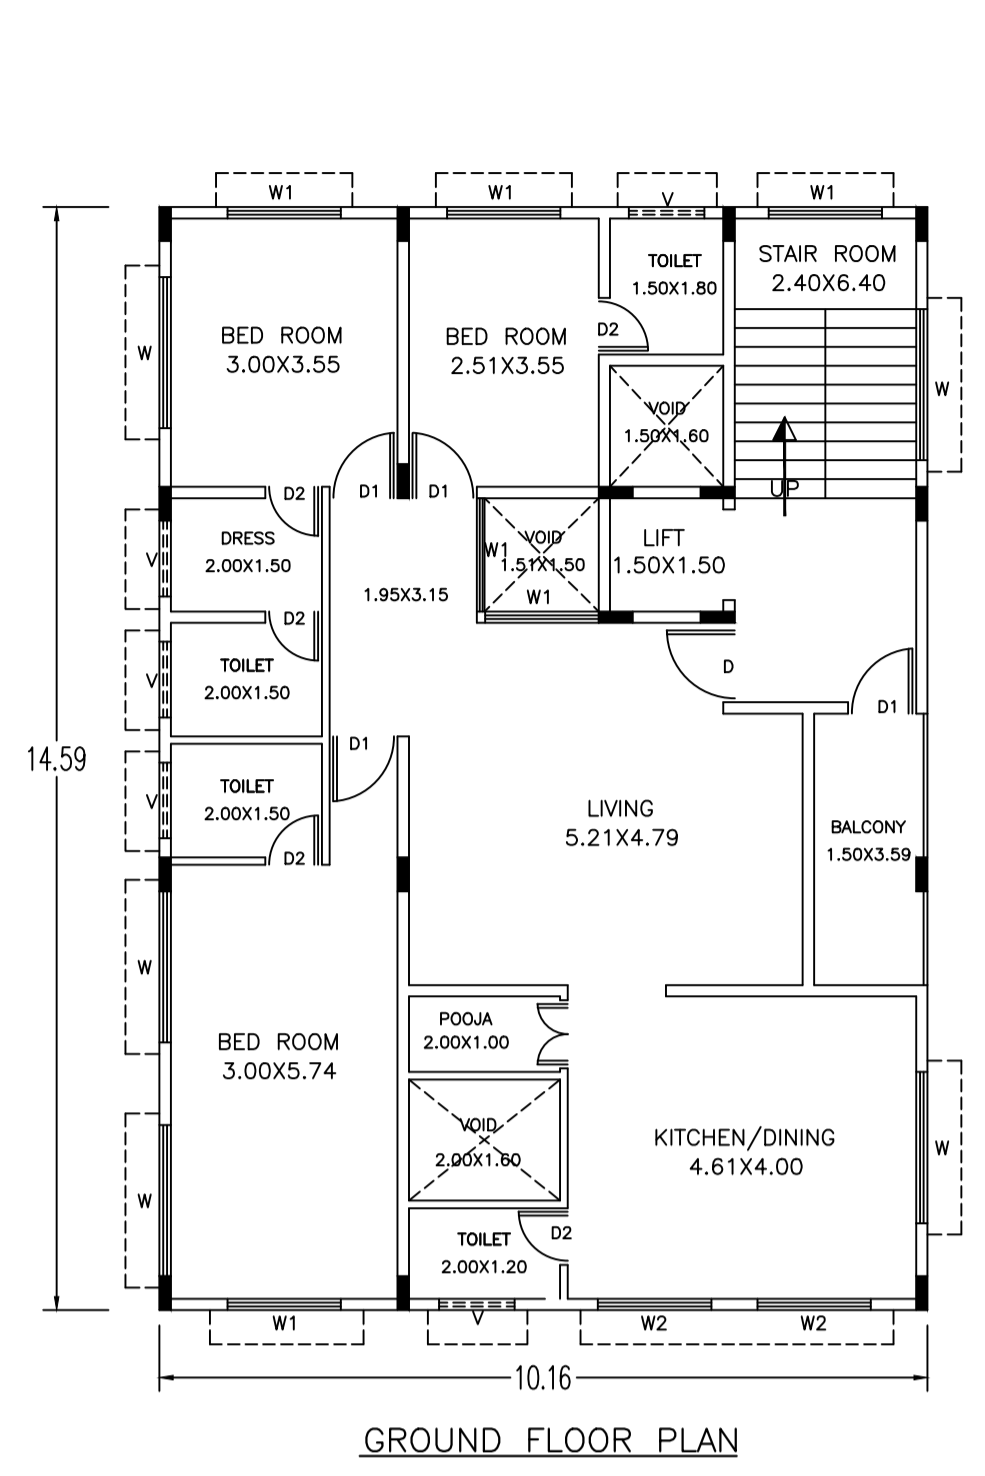 W1
W1
V
W1
STAIR ROOM
2.40X6.40
TOILET
1.50X1.80
BED ROOM
3.00X3.55
BED ROOM
2.51X3.55
D2
W
W
VOID
1.50X1.60
D2
D1
D1
UP
DRESS
2.00X1.50
V
W1
VOID
1.51X1.50
W1
LIFT
1.50X1.50
1.95X3.15
D2
TOILET
2.00X1.50
V
D
D1
D1
14.59
TOILET
2.00X1.50
V
LIVING
5.21X4.79
BALCONY
1.50X3.59
D2
W
POOJA
2.00X1.00
BED ROOM
3.00X5.74
VOID
2.00X1.60
KITCHEN/DINING
4.61X4.00
W
W
TOILET
2.00X1.20
D2
W1
V
W2
W2
10.16
GROUND FLOOR PLAN